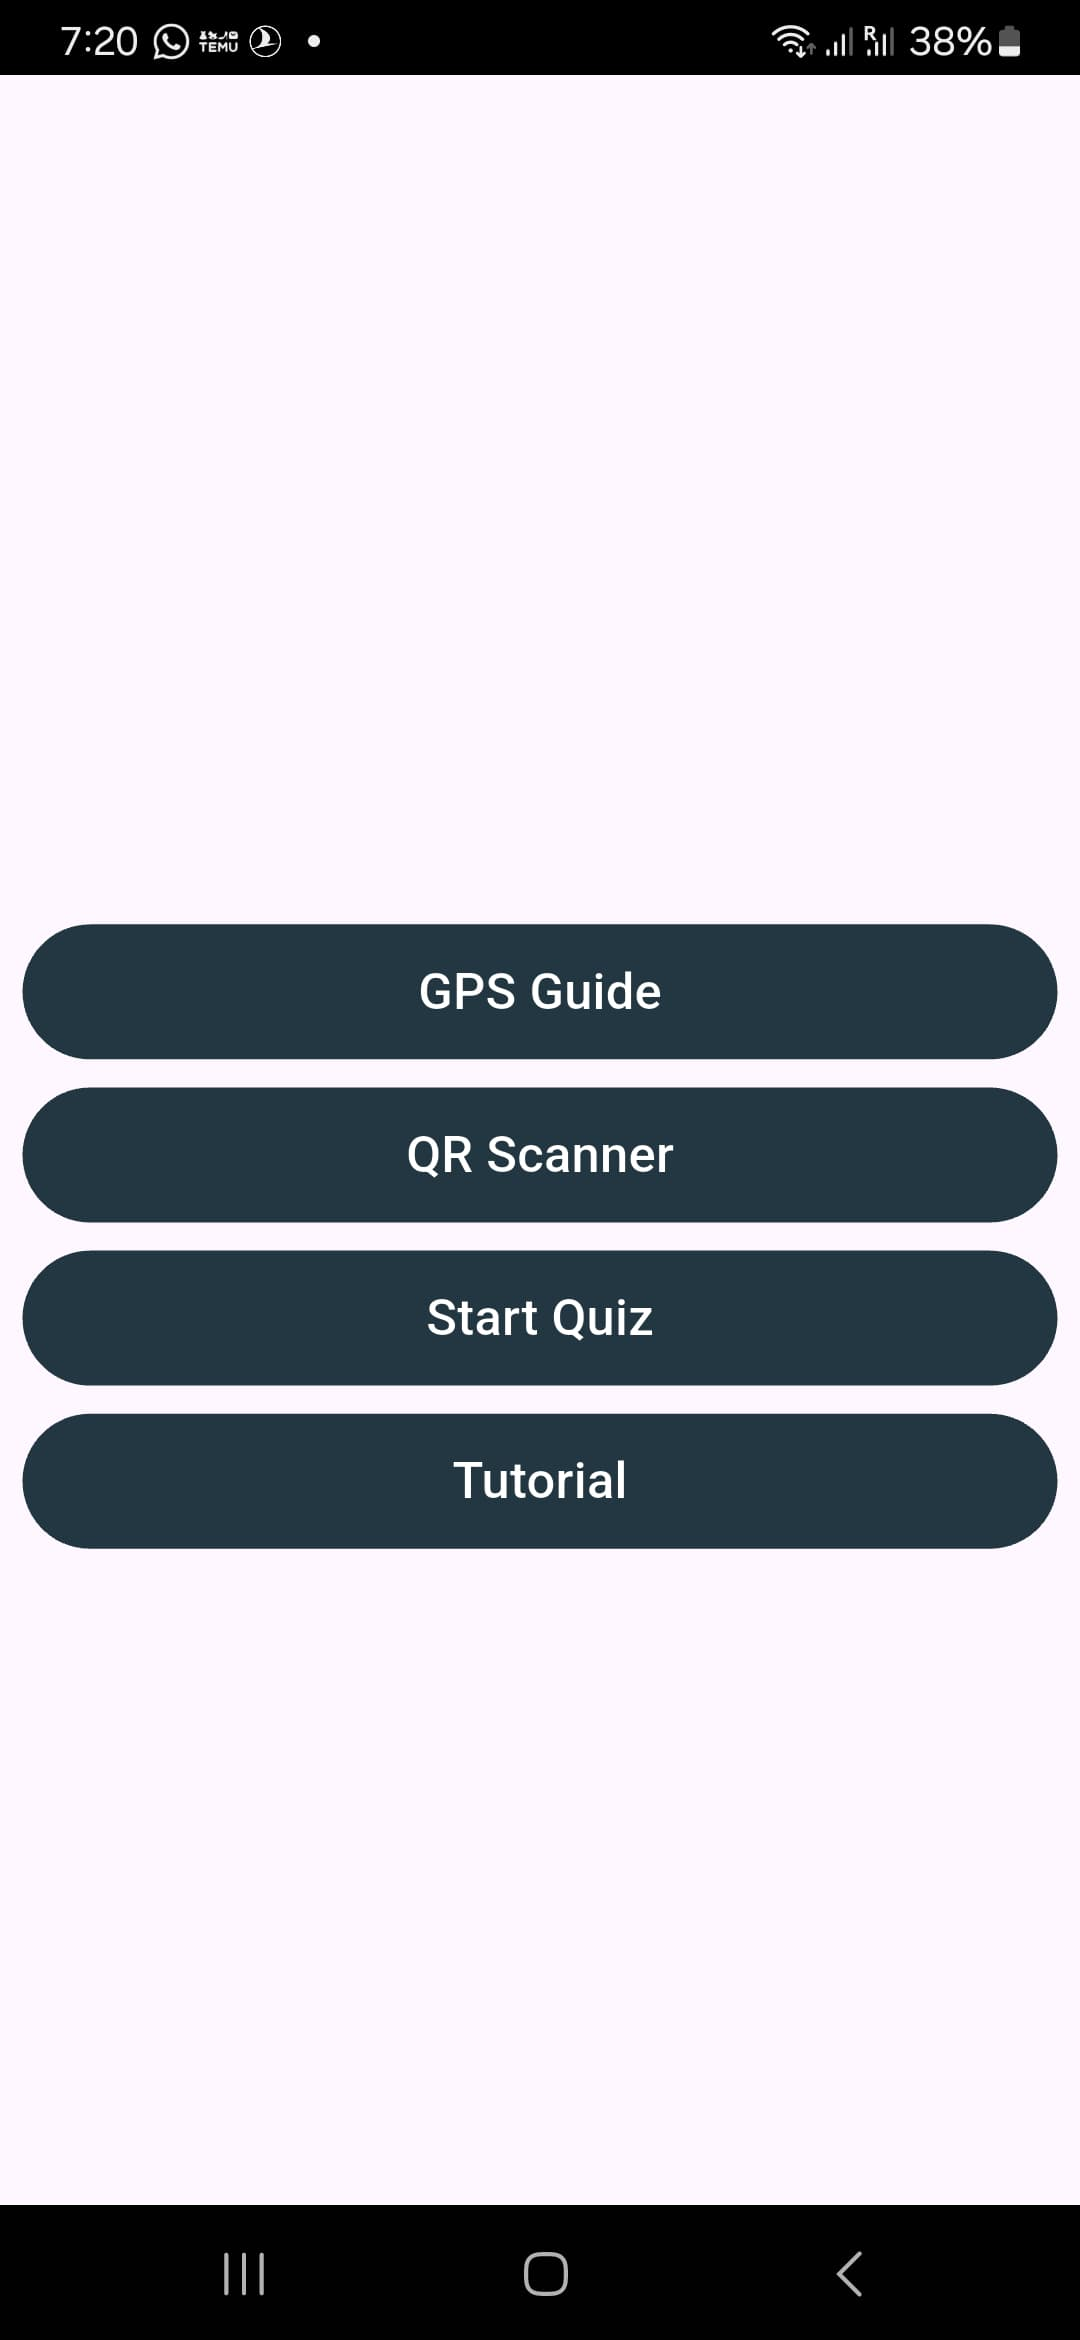 7:20 TEMU R 38%
GPS Guide
QR Scanner
Start Quiz
Tutorial